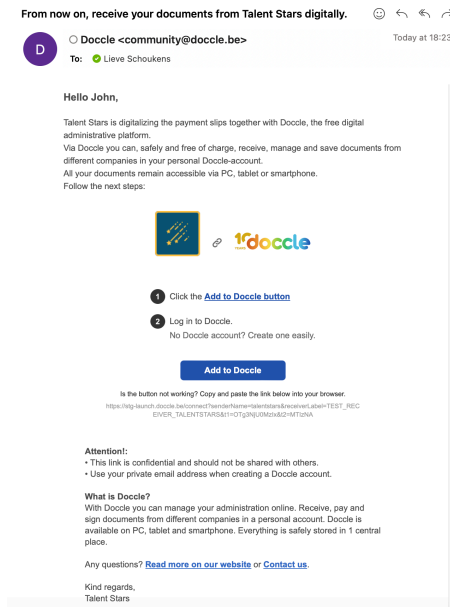 From now on, receive your documents from Talent Stars digitally.
D
Doccle <community@doccle.be>
Today at 18:23
To: Lieve Schoukens
Hello John,
Talent Stars is digitalizing the payment slips together with Doccle, the free digital
administrative platform.
Via Doccle you can, safely and free of charge, receive, manage and save documents from
different companies in your personal Doccle-account.
All your documents remain accessible via PC, tablet or smartphone.
Follow the next steps:
doccle
1 Click the Add to Doccle button
2 Log in to Doccle.
No Doccle account? Create one easily.
Add to Doccle
Is the button not working? Copy and paste the link below into your browser.
Attention!:
• This link is confidential and should not be shared with others.
• Use your private email address when creating a Doccle account.
What is Doccle?
With Doccle you can manage your administration online. Receive, pay and
sign documents from different companies in a personal account. Doccle is
available on PC, tablet and smartphone. Everything is safely stored in 1 central
place.
Any questions? Read more on our website or Contact us.
Kind regards,
Talent Stars